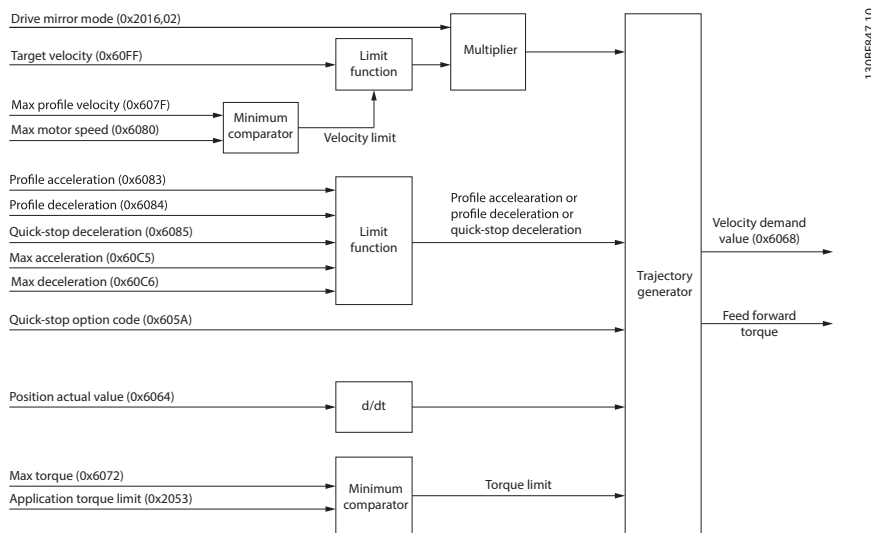 Drive mirror mode (0x2016,02)
Target velocity (0x60FF)
Limit
function
Multiplier
Max profile velocity (0x607F)
Max motor speed (0x6080)
Minimum
comparator
Velocity limit
Profile acceleration (0x6083)
Profile deceleration (0x6084)
Quick-stop deceleration (0x6085)
Max acceleration (0x60C5)
Max deceleration (0x60C6)
Limit
function
Profile accelearation or
profile deceleration or
quick-stop deceleration
Quick-stop option code (0x605A)
Position actual value (0x6064)
d/dt
Max torque (0x6072)
Application torque limit (0x2053)
Minimum
comparator
Torque limit
Trajectory
generator
Velocity demand
value (0x6068)
Feed forward
torque
130BF847.10